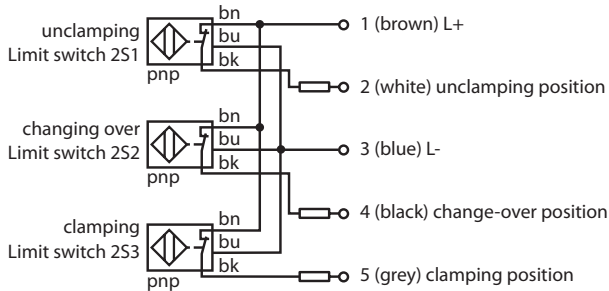 unclamping
Limit switch 2S1
pnp
bn
bu
bk
1 (brown) L+
2 (white) unclamping position
changing over
Limit switch 2S2
pnp
bn
bu
bk
3 (blue) L-
4 (black) change-over position
clamping
Limit switch 2S3
pnp
bn
bu
bk
5 (grey) clamping position